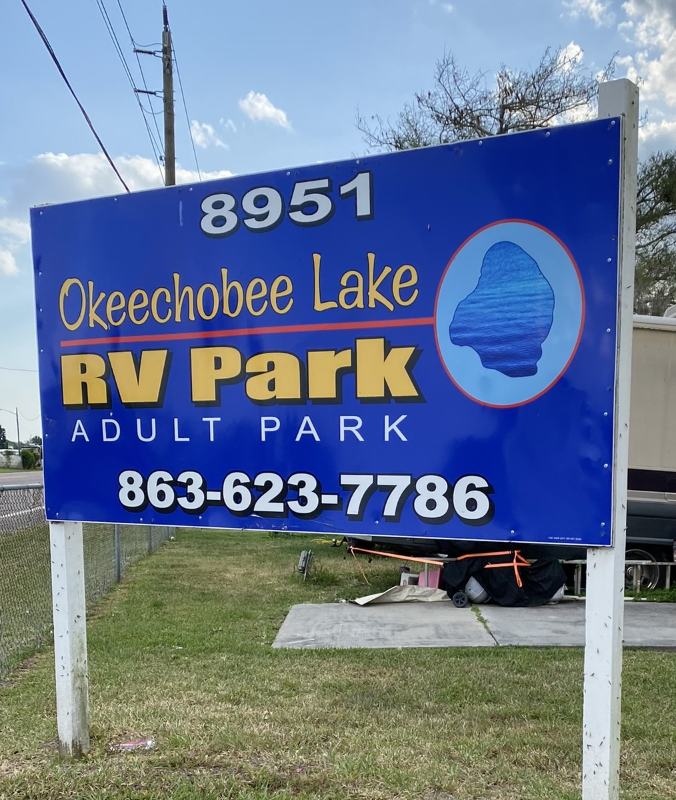 8951
Okeechobee Lake
RV Park
ADULT PARK
863-623-7786